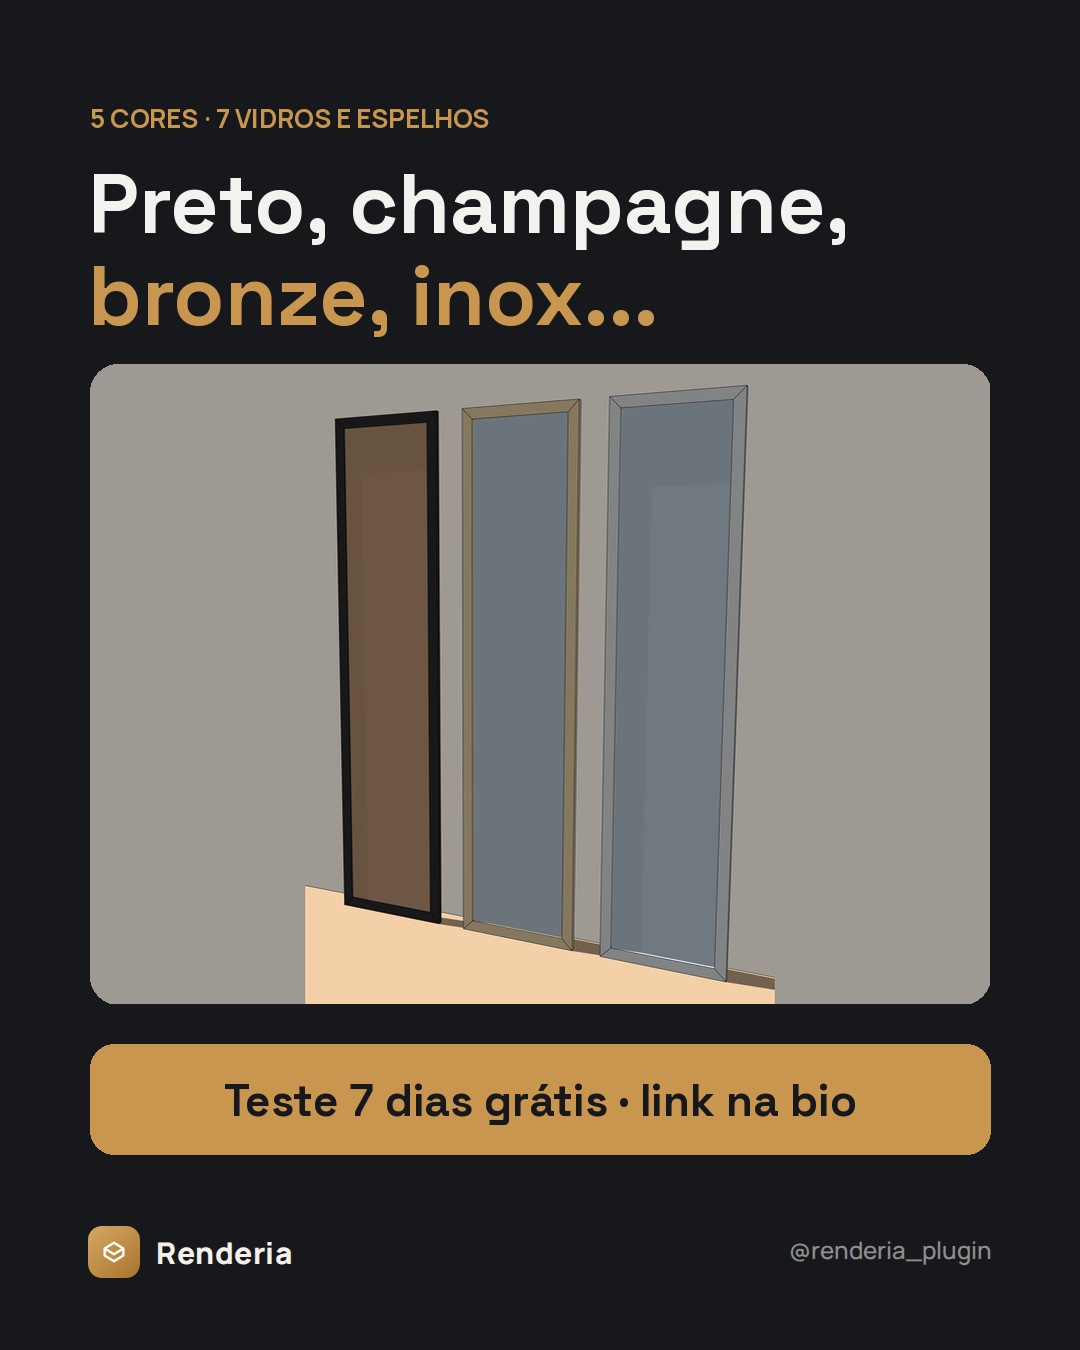 5 CORES · 7 VIDROS E ESPELHOS
Preto, champagne,
bronze, inox...
Teste 7 dias grátis · link na bio
Renderia
@renderia_plugin